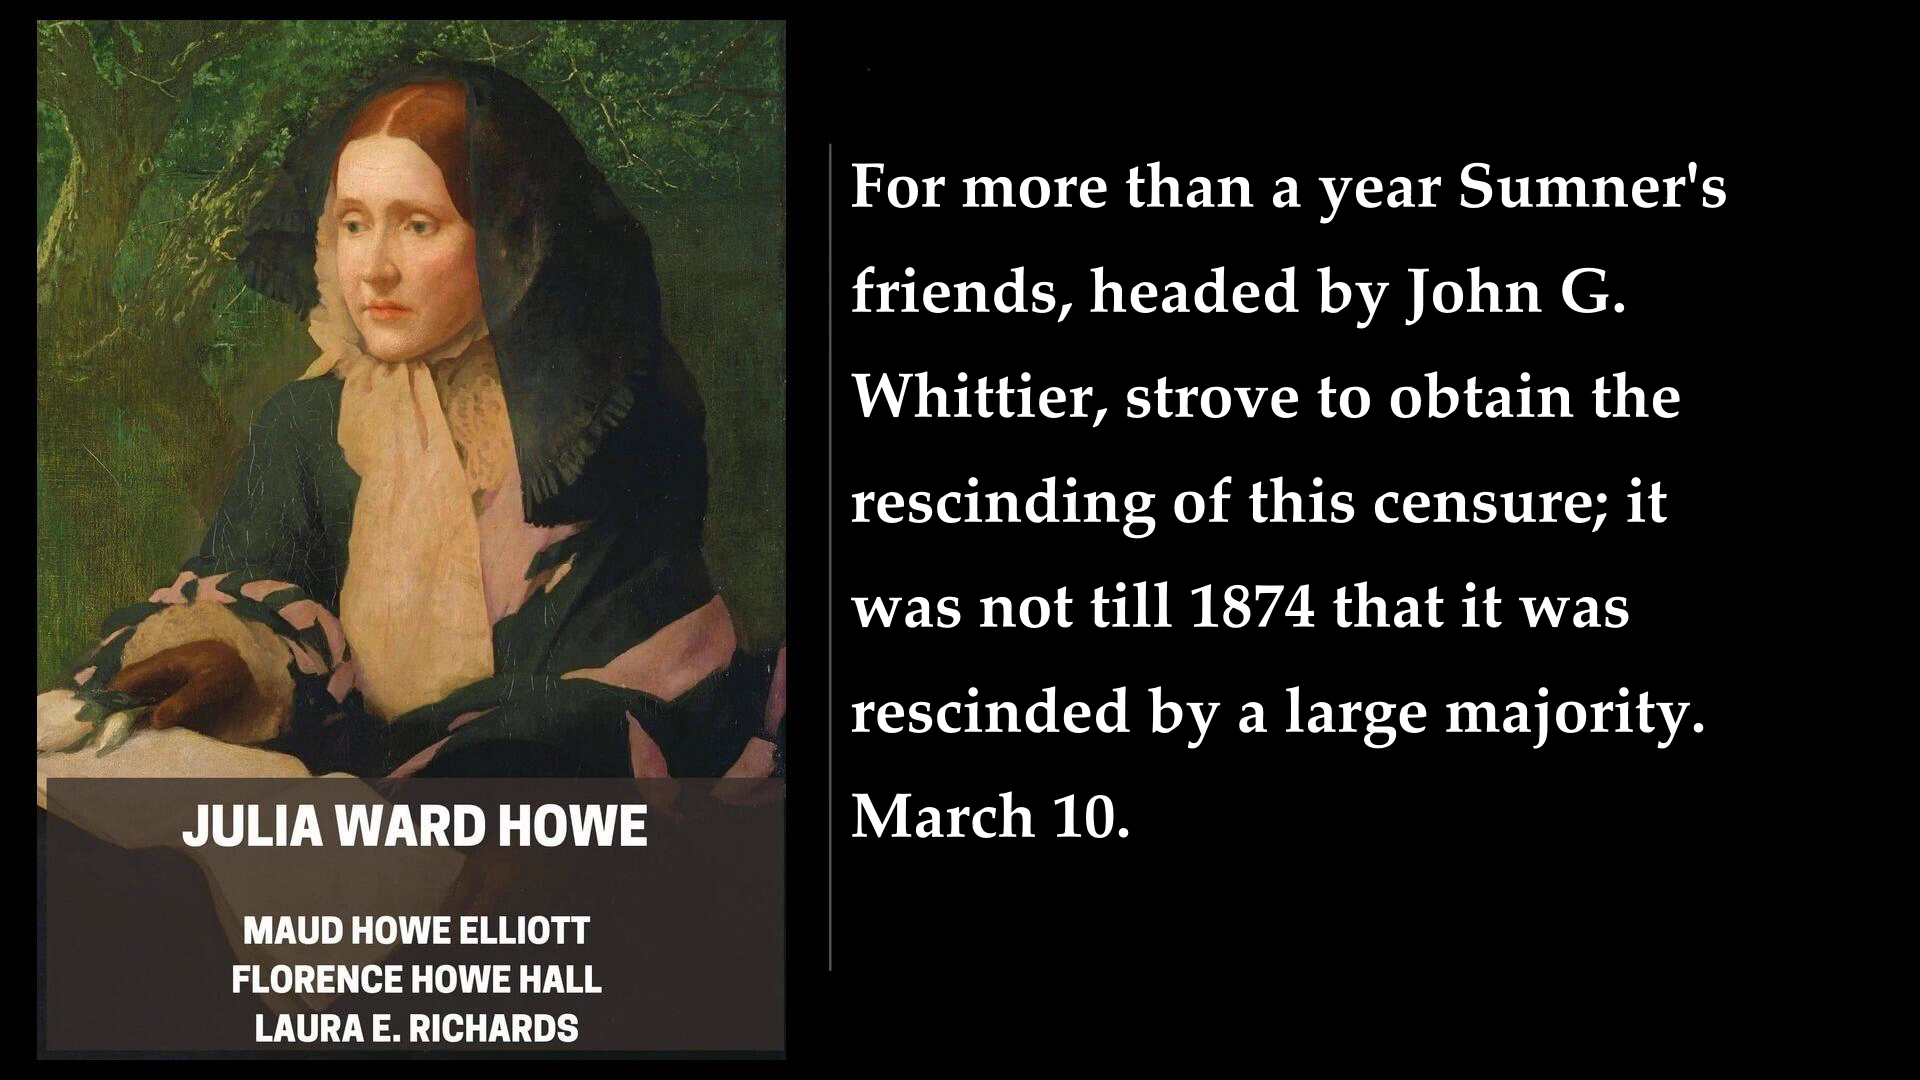 JULIA WARD HOWE
MAUD HOWE ELLIOTT
FLORENCE HOWE HALL
LAURA E. RICHARDS
For more than a year Sumner's
friends, headed by John G.
Whittier, strove to obtain the
rescinding of this censure; it
was not till 1874 that it was
rescinded by a large majority.
March 10.